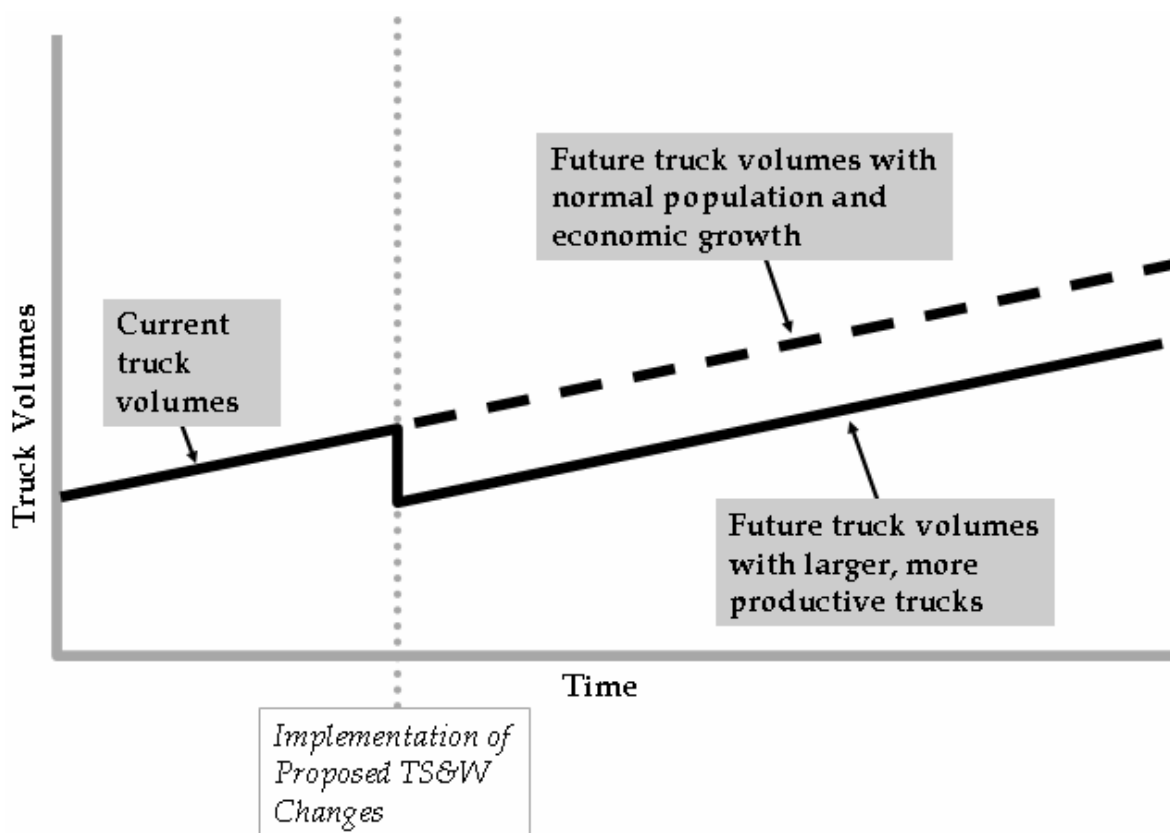 Future truck volumes with
normal population and
economic growth
Current
truck
volumes
Truck Volumes
Future truck volumes
with larger, more
productive trucks
Time
Implementation of
Proposed TS&W
Changes